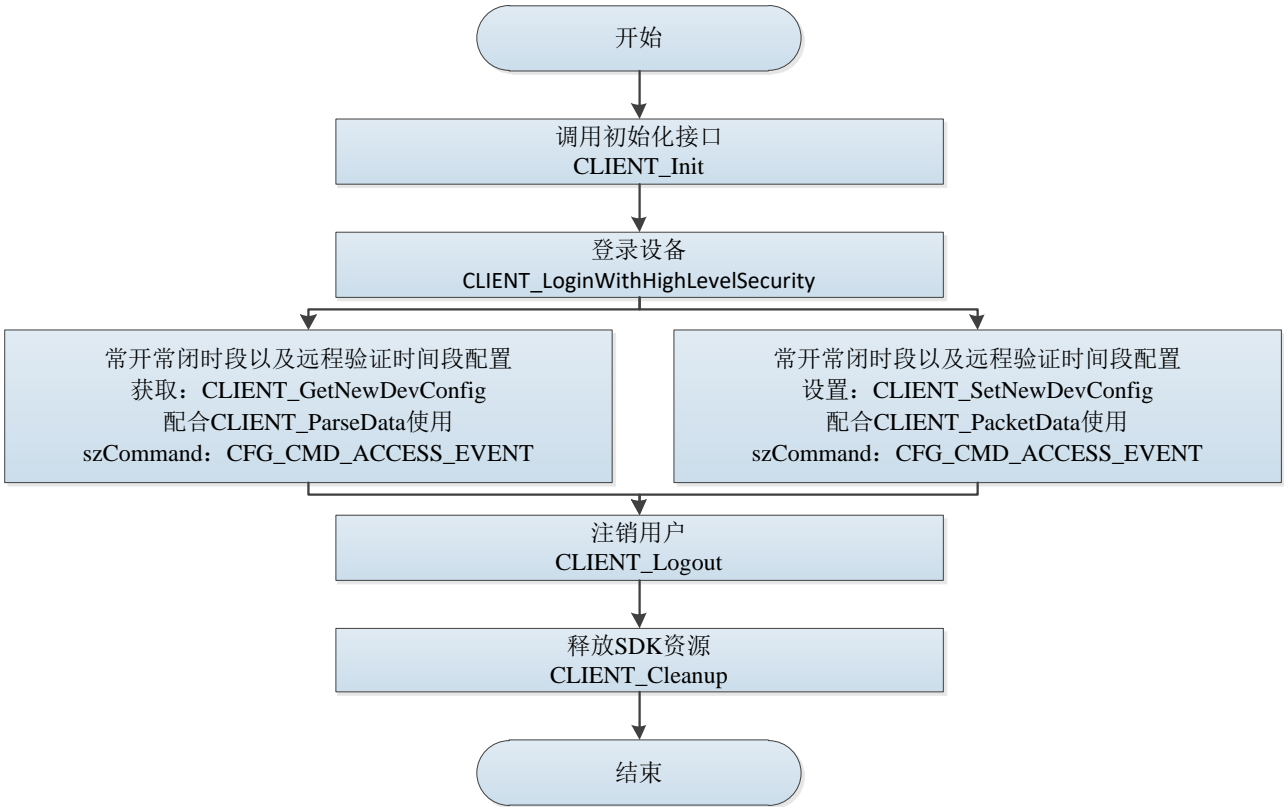 开始
调用初始化接口
CLIENT_Init
登录设备
CLIENT_LoginWithHighLevelSecurity
常开常闭时段以及远程验证时间段配置
获取：CLIENT_GetNewDevConfig
配合CLIENT_ParseData使用
szCommand：CFG_CMD_ACCESS_EVENT
常开常闭时段以及远程验证时间段配置
设置：CLIENT_SetNewDevConfig
配合CLIENT_PacketData使用
szCommand：CFG_CMD_ACCESS_EVENT
注销用户
CLIENT_Logout
释放SDK资源
CLIENT_Cleanup
结束